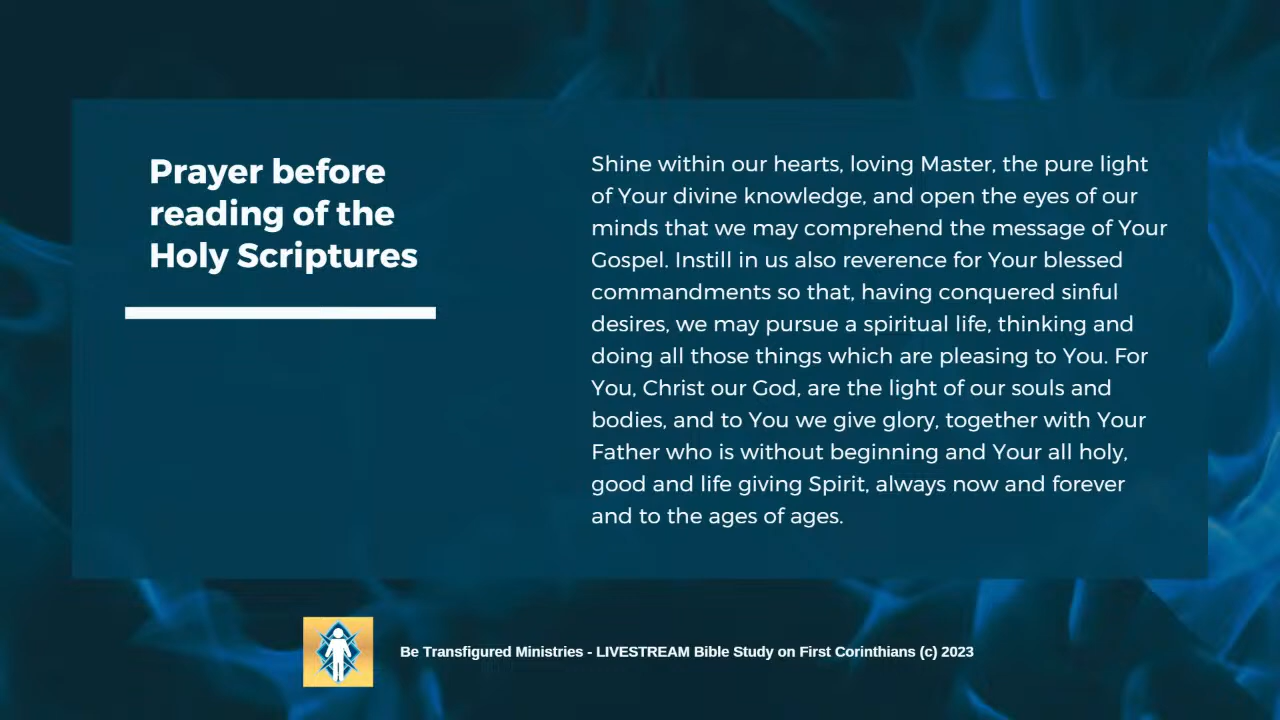 Prayer before
reading of the
Holy Scriptures
Shine within our hearts, loving Master, the pure light
of Your divine knowledge, and open the eyes of our
minds that we may comprehend the message of Your
Gospel. Instill in us also reverence for Your blessed
commandments so that, having conquered sinful
desires, we may pursue a spiritual life, thinking and
doing all those things which are pleasing to You. For
You, Christ our God, are the light of our souls and
bodies, and to You we give glory, together with Your
Father who is without beginning and Your all holy,
good and life giving Spirit, always now and forever
and to the ages of ages.
Be Transfigured Ministries - LIVESTREAM Bible Study on First Corinthians (c) 2023